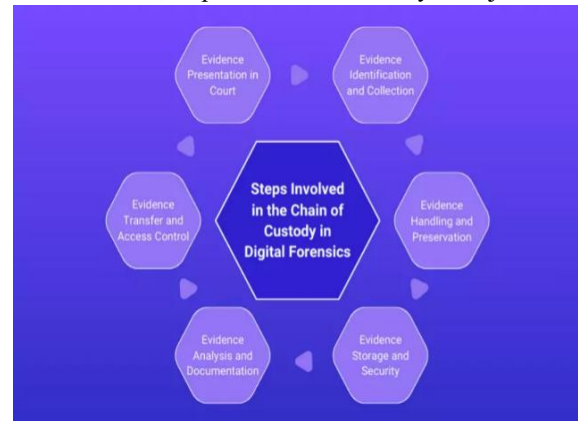 Evidence
Presentation in
Court
Evidence
Identification
and Collection
Steps Involved
in the Chain of
Custody in
Digital Forensics
Evidence
Transfer and
Access Control
Evidence
Handling and
Preservation
Evidence
Analysis and
Documentation
Evidence
Storage and
Security